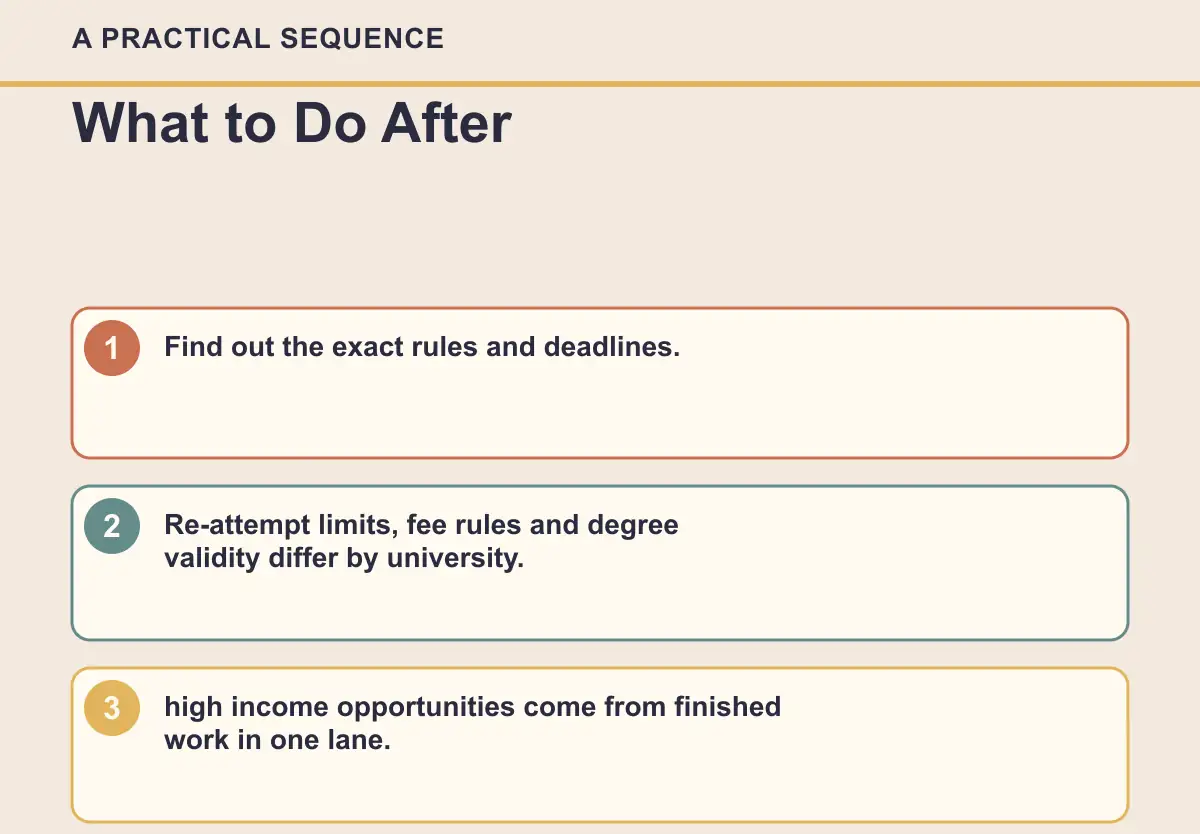 A PRACTICAL SEQUENCE
What to Do After
1
Find out the exact rules and deadlines.
2
Re-attempt limits, fee rules and degree
validity differ by university.
3
high income opportunities come from finished
work in one lane.